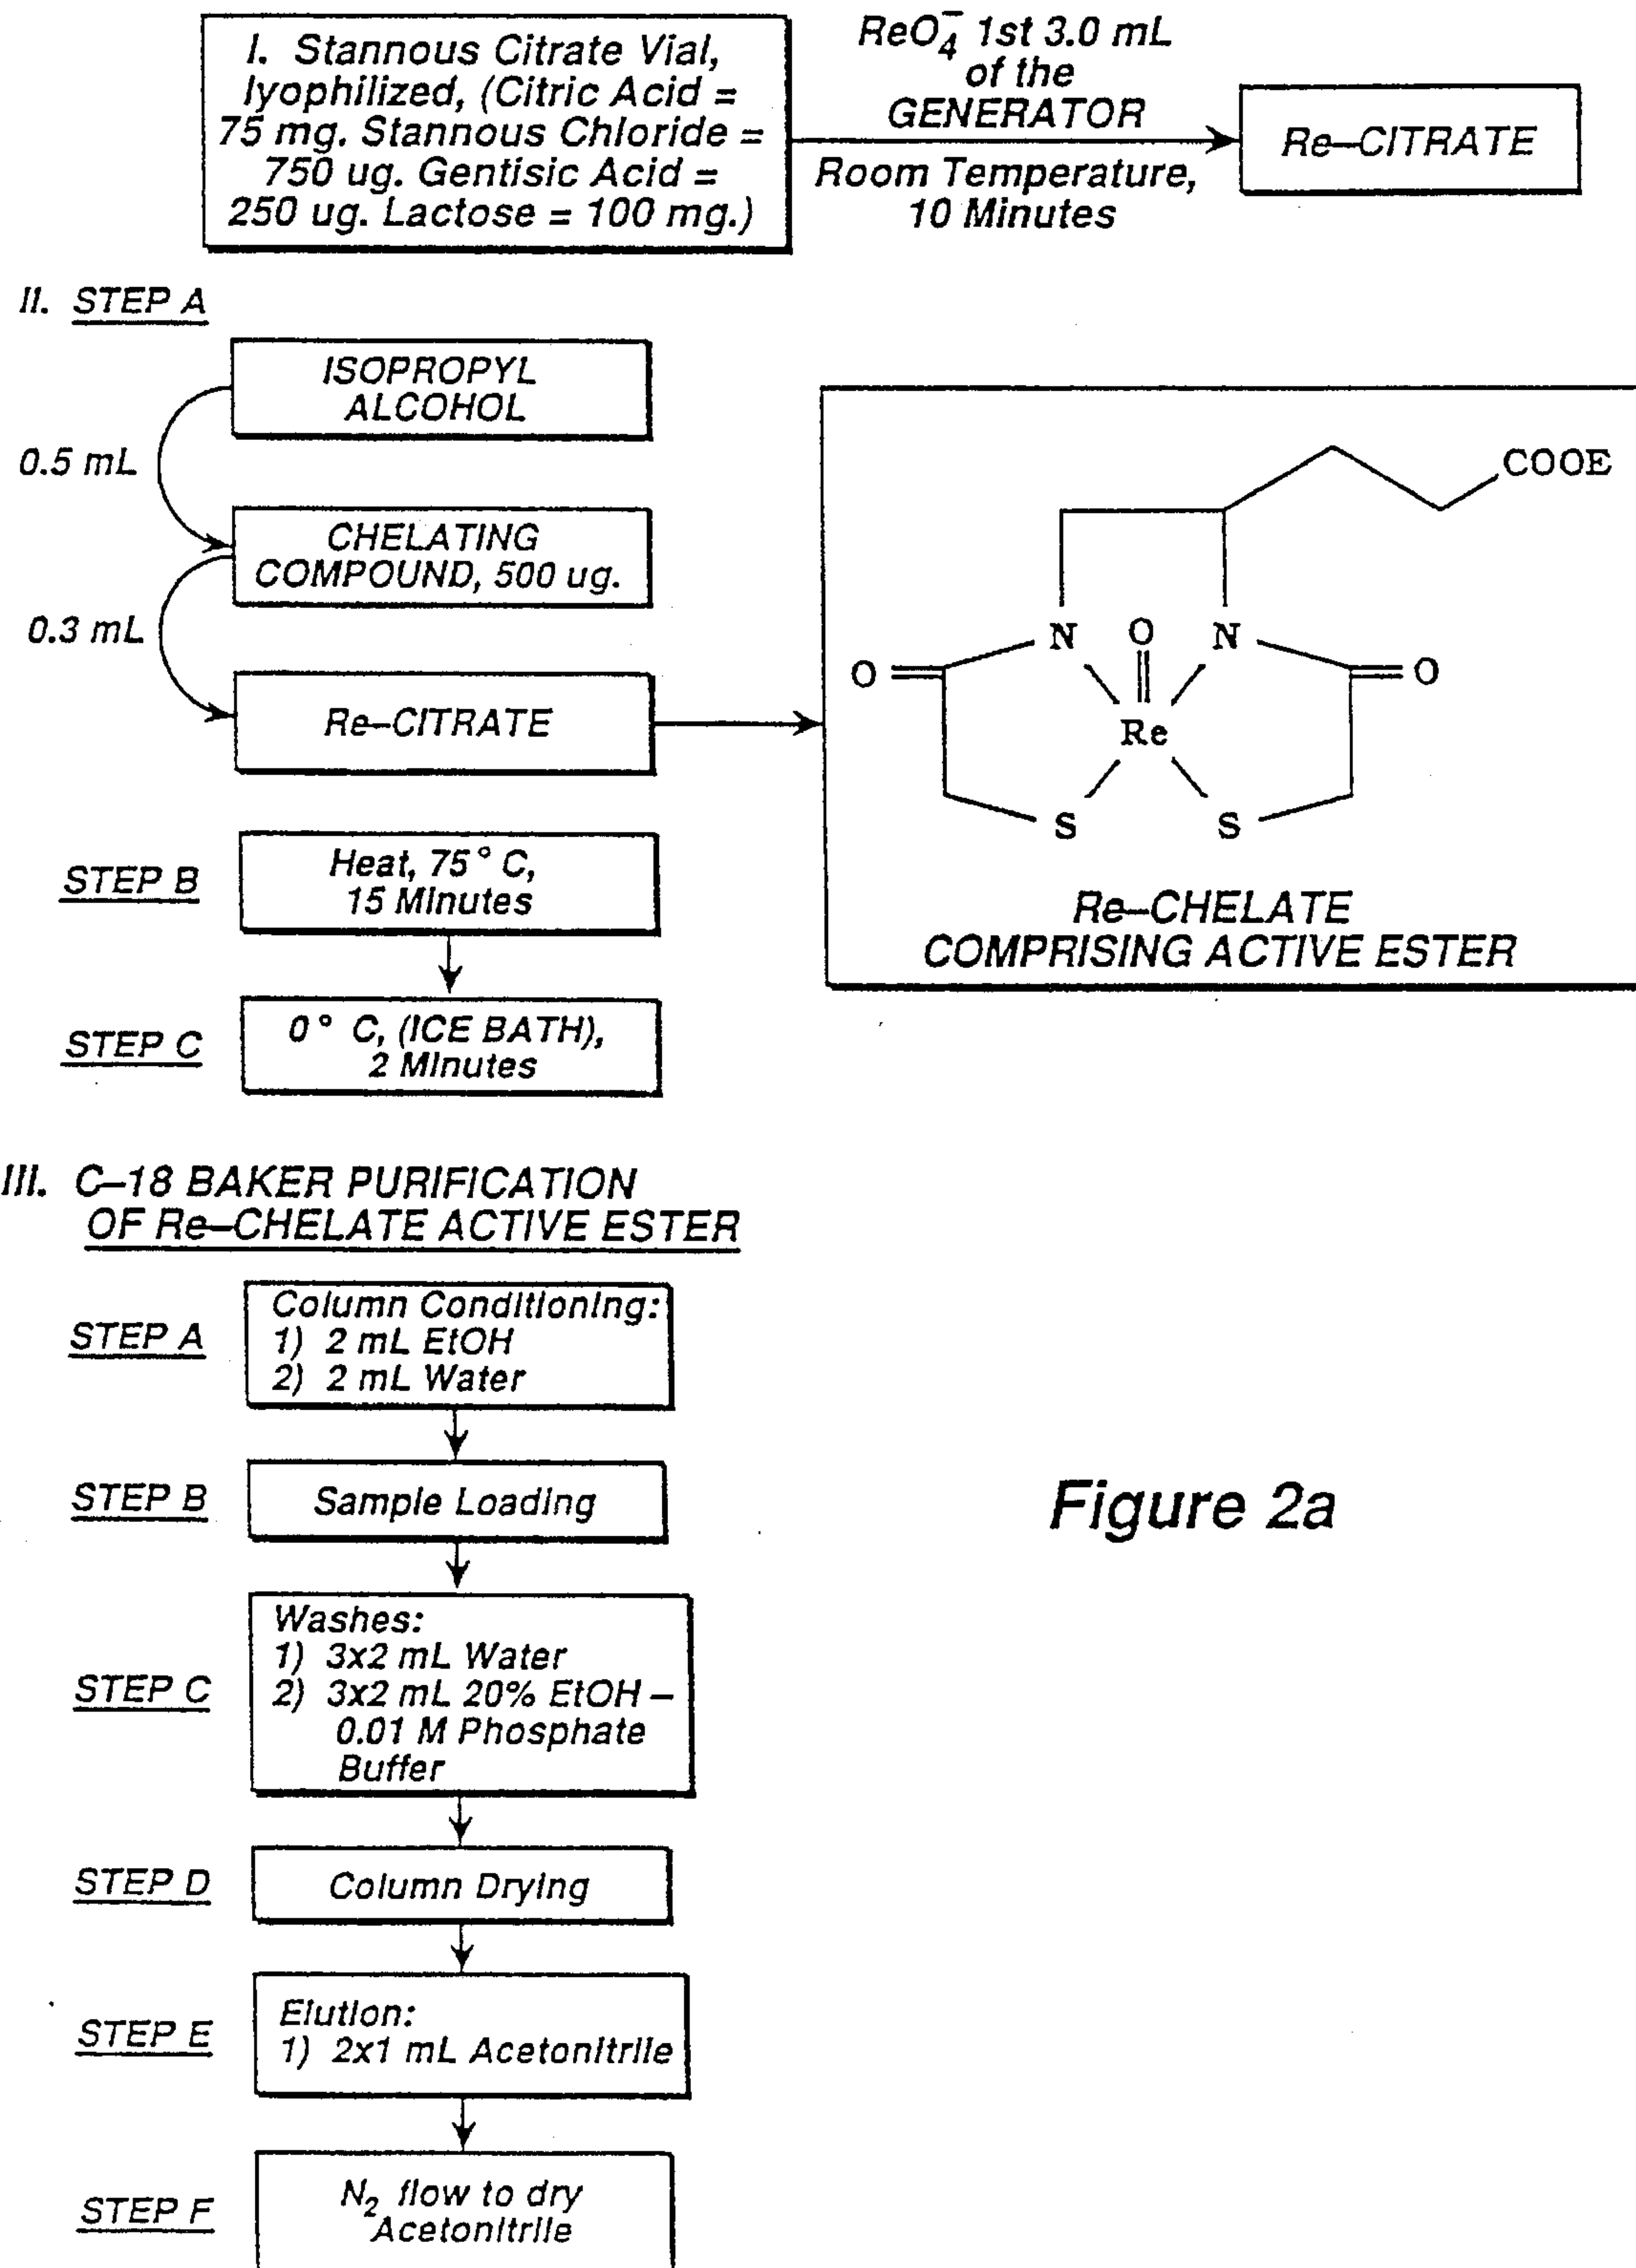 I. Stannous Citrate Vial,
lyophilized, (Citric Acid =
75 mg. Stannous Chloride =
750 ug. Gentisic Acid =
250 ug. Lactose = 100 mg.)
ReO4- 1st 3.0 mL
of the
GENERATOR
Room Temperature,
10 Minutes
Re–CITRATE
II. STEP A
ISOPROPYL
ALCOHOL
0.5 mL
CHELATING
COMPOUND, 500 ug.
0.3 mL
Re–CITRATE
COOE
N O N
O O
Re
S S
Re–CHELATE
COMPRISING ACTIVE ESTER
STEP B
Heat, 75° C,
15 Minutes
STEP C
0° C, (ICE BATH),
2 Minutes
III. C–18 BAKER PURIFICATION
OF Re–CHELATE ACTIVE ESTER
STEP A
Column Conditioning:
1) 2 mL EtOH
2) 2 mL Water
STEP B
Sample Loading
Figure 2a
STEP C
Washes:
1) 3x2 mL Water
2) 3x2 mL 20% EtOH –
0.01 M Phosphate
Buffer
STEP D
Column Drying
STEP E
Elution:
1) 2x1 mL Acetonitrile
STEP F
N2 flow to dry
Acetonitrile